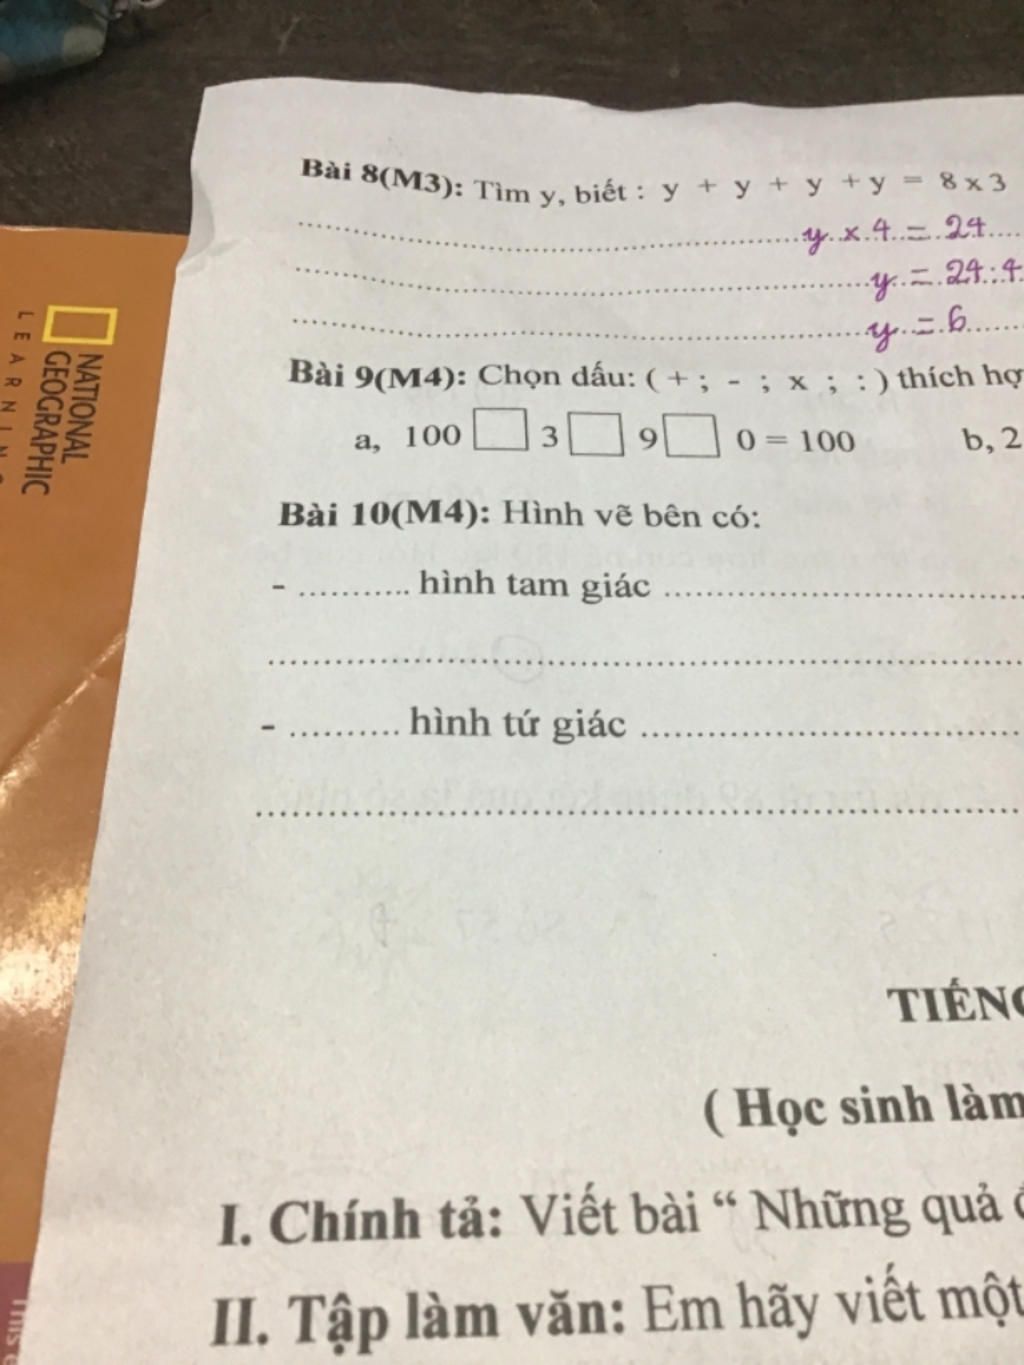 Bài 8(M3): Tìm y, biết : y + y + y + y = 8 x 3
y x 4 = 24
y = 24 : 4
y = 6
Bài 9(M4): Chọn dấu: ( + ; - ; x ; : ) thích hợ
a, 100 □ 3 □ 9 □ 0 = 100 b, 2
Bài 10(M4): Hình vẽ bên có:
- ........... hình tam giác ....................................
- .......... hình tứ giác ....................................
TIẾNG
( Học sinh làm
I. Chính tả: Viết bài “ Những quả
II. Tập làm văn: Em hãy viết một
NATIONAL
GEOGRAPHIC
LEARNING
This